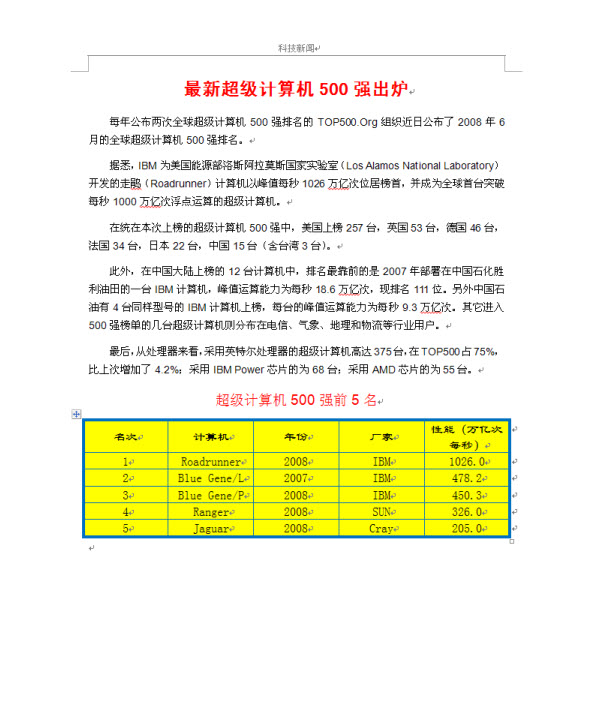 科技新闻
最新超级计算机 500 强出炉
每年公布两次全球超级计算机 500 强排名的 TOP500.Org 组织近日公布了 2008 年 6
月的全球超级计算机 500 强排名。
据悉，IBM 为美国能源部洛斯阿拉莫斯国家实验室（Los Alamos National Laboratory）
开发的走鹃（Roadrunner）计算机以峰值每秒 1026 万亿次位居榜首，并成为全球首台突破
每秒 1000 万亿次浮点运算的超级计算机。
在统在本次上榜的超级计算机 500 强中，美国上榜 257 台，英国 53 台，德国 46 台，
法国 34 台，日本 22 台，中国 15 台（含台湾 3 台）。
此外，在中国大陆上榜的 12 台计算机中，排名最靠前的是 2007 年部署在中国石化胜
利油田的一台 IBM 计算机，峰值运算能力为每秒 18.6 万亿次，现排名 111 位。另外中国石
油有 4 台同样型号的 IBM 计算机上榜，每台的峰值运算能力为每秒 9.3 万亿次。其它进入
500 强榜单的几台超级计算机则分布在电信、气象、地理和物流等行业用户。
最后，从处理器来看，采用英特尔处理器的超级计算机高达 375 台，在 TOP500 占 75%，
比上次增加了 4.2%；采用 IBM Power 芯片的为 68 台；采用 AMD 芯片的为 55 台。
超级计算机 500 强前 5 名
名次 计算机 年份 厂家 性能（万亿次
每秒）
1 Roadrunner 2008 IBM 1026.0
2 Blue Gene/L 2007 IBM 478.2
3 Blue Gene/P 2008 IBM 450.3
4 Ranger 2008 SUN 326.0
5 Jaguar 2008 Cray 205.0